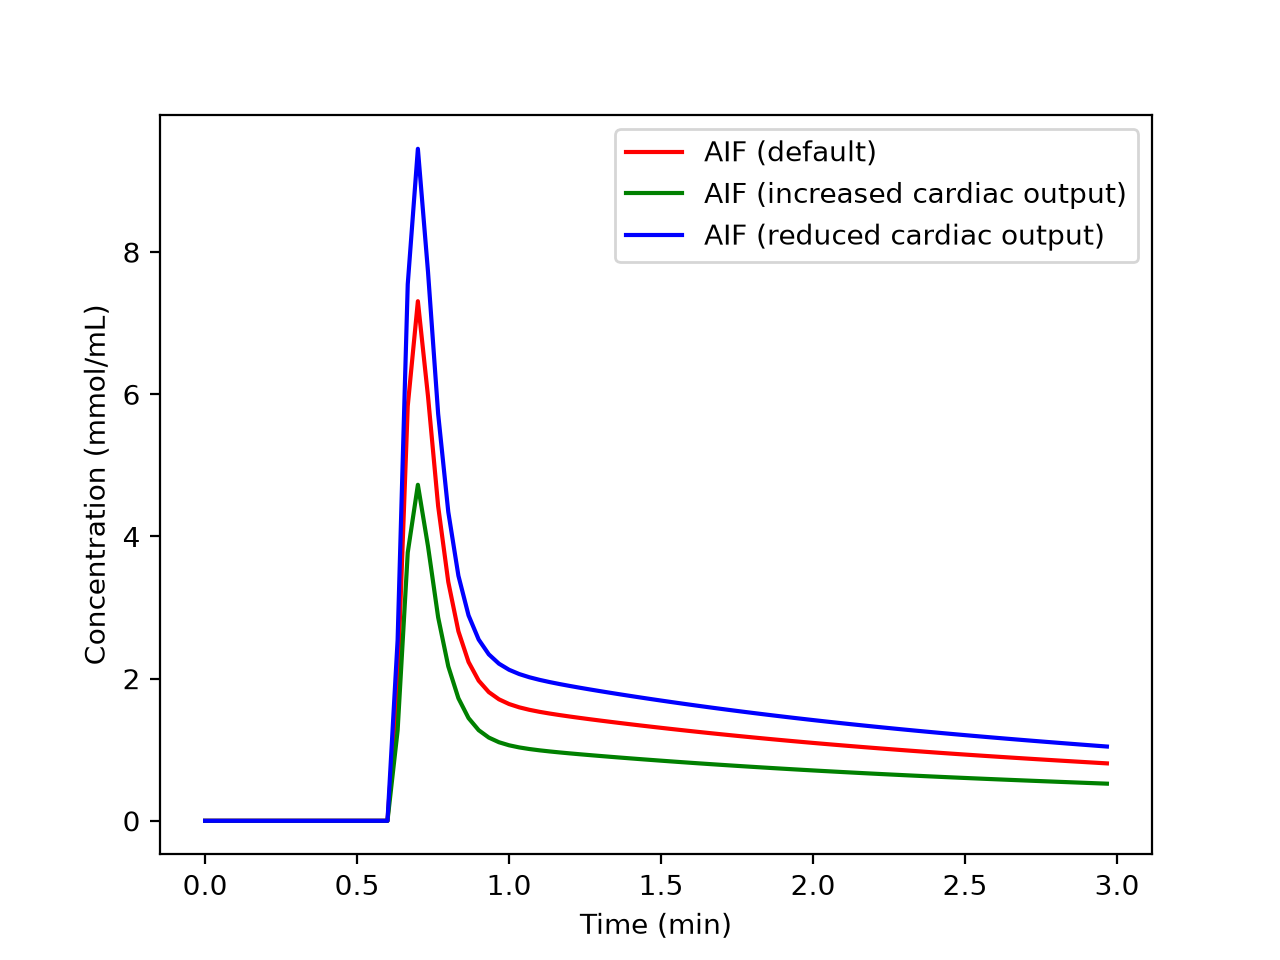 AIF (default)
AIF (increased cardiac output)
AIF (reduced cardiac output)
Concentration (mmol/mL)
8
6
4
2
0
0.0 0.5 1.0 1.5 2.0 2.5 3.0
Time (min)